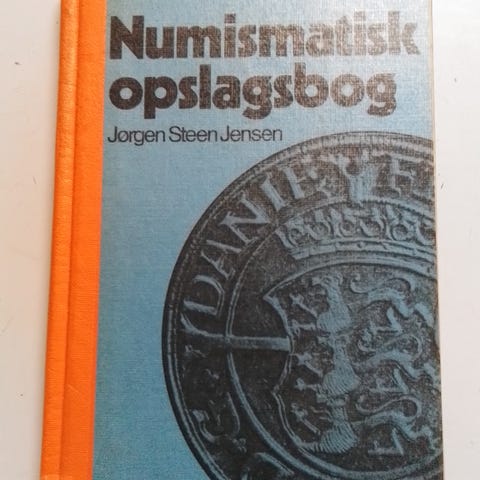 Numismatisk
opslagsbog
Jørgen Steen Jensen
DANIE